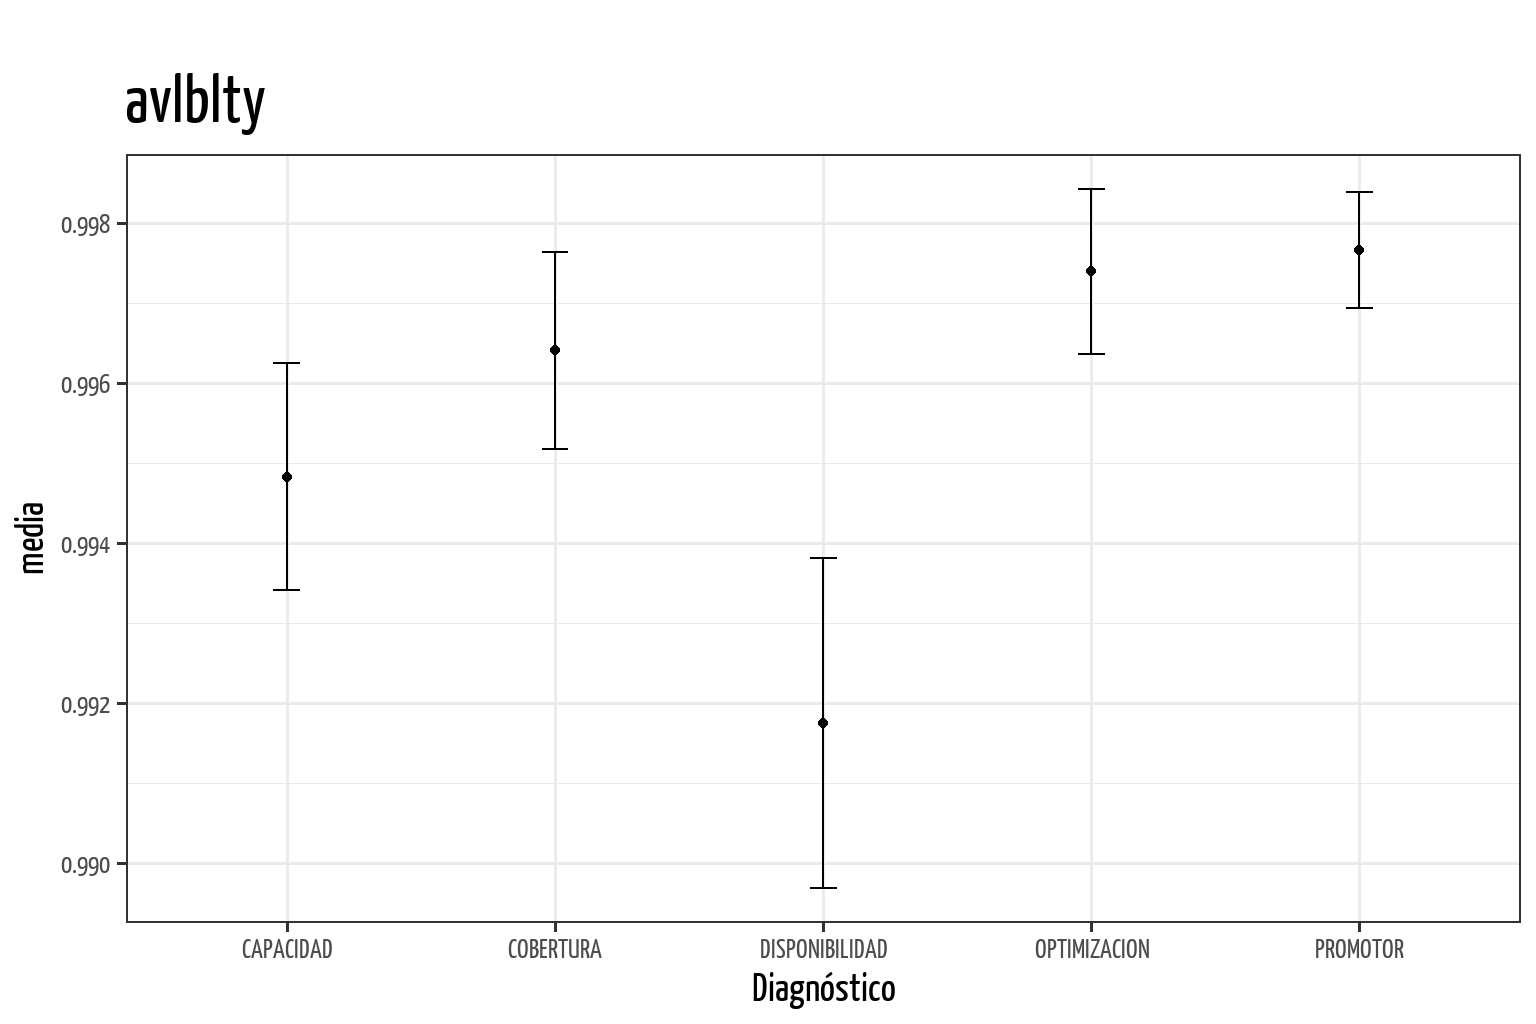 avlblty
media
0.998
0.996
0.994
0.992
0.990
CAPACIDAD COBERTURA DISPONIBILIDAD OPTIMIZACION PROMOTOR
Diagnóstico